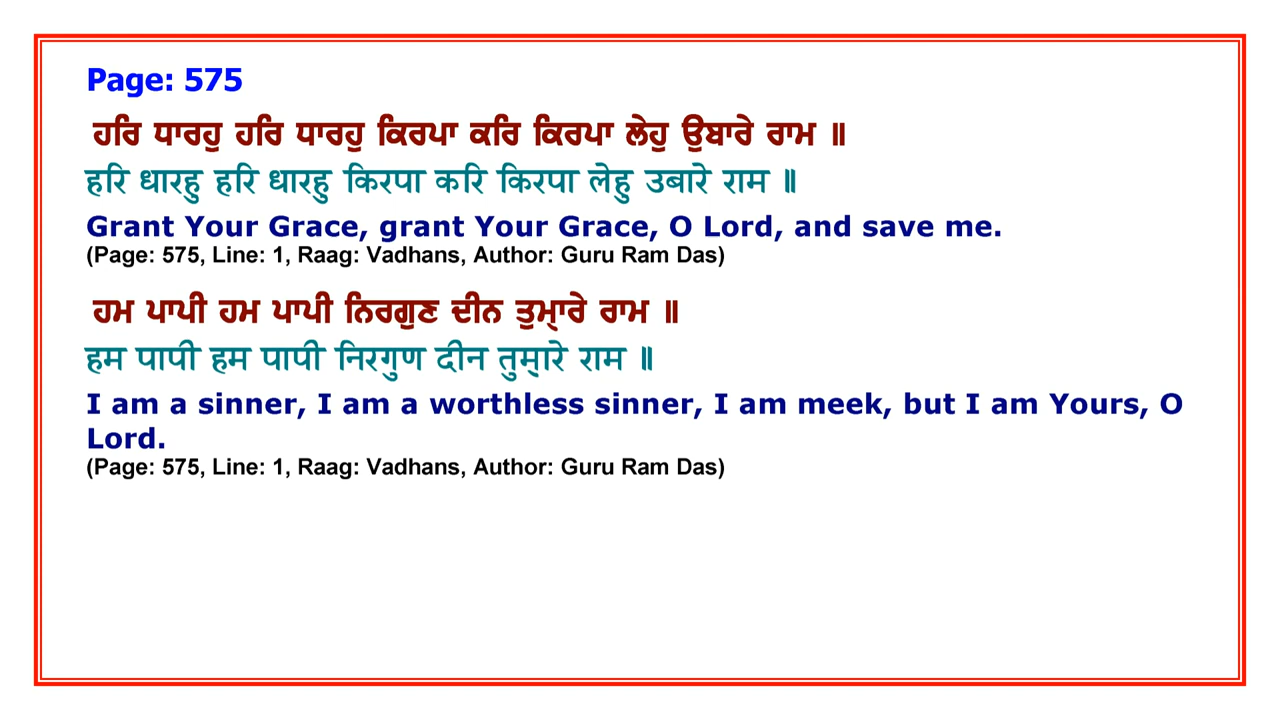 Page: 575
ਹਰਿ ਧਾਰਹੁ ਹਰਿ ਧਾਰਹੁ ਕਿਰਪਾ ਕਰਿ ਕਿਰਪਾ ਲੇਹੁ ਉਬਾਰੇ ਰਾਮ ॥
हरि धारहु हरि धारहु किरपा करि किरपा लेहु उबारे राम ॥
Grant Your Grace, grant Your Grace, O Lord, and save me.
(Page: 575, Line: 1, Raag: Vadhans, Author: Guru Ram Das)
ਹਮ ਪਾਪੀ ਹਮ ਪਾਪੀ ਨਿਰਗੁਣ ਦੀਨ ਤੁਮ੍ਹਾਰੇ ਰਾਮ ॥
हम पापी हम पापी निरगुण दीन तुम्हारे राम ॥
I am a sinner, I am a worthless sinner, I am meek, but I am Yours, O
Lord.
(Page: 575, Line: 1, Raag: Vadhans, Author: Guru Ram Das)